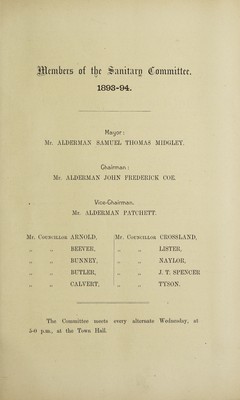 Members of the Sanitary Committee.
1893-94.
Mayor:
Mr. ALDERMAN SAMUEL THOMAS MIDGLEY.
Chairman:
Mr. ALDERMAN JOHN FREDERICK COE.
Vice-Chairman.
Mr. ALDERMAN PATCHETT.
Mr. Councillor ARNOLD, Mr. Councillor CROSSLAND,
„ „ BREVER, „ „ LISTER,
„ „ BUNNEY, „ „ NAYLOR,
„ „ BUTLER, „ „ J. T. SPENCER
„ „ CALVERT, „ „ TYSON.
The Committee meets every alternate Wednesday, at
5-0 p.m., at the Town Hall.